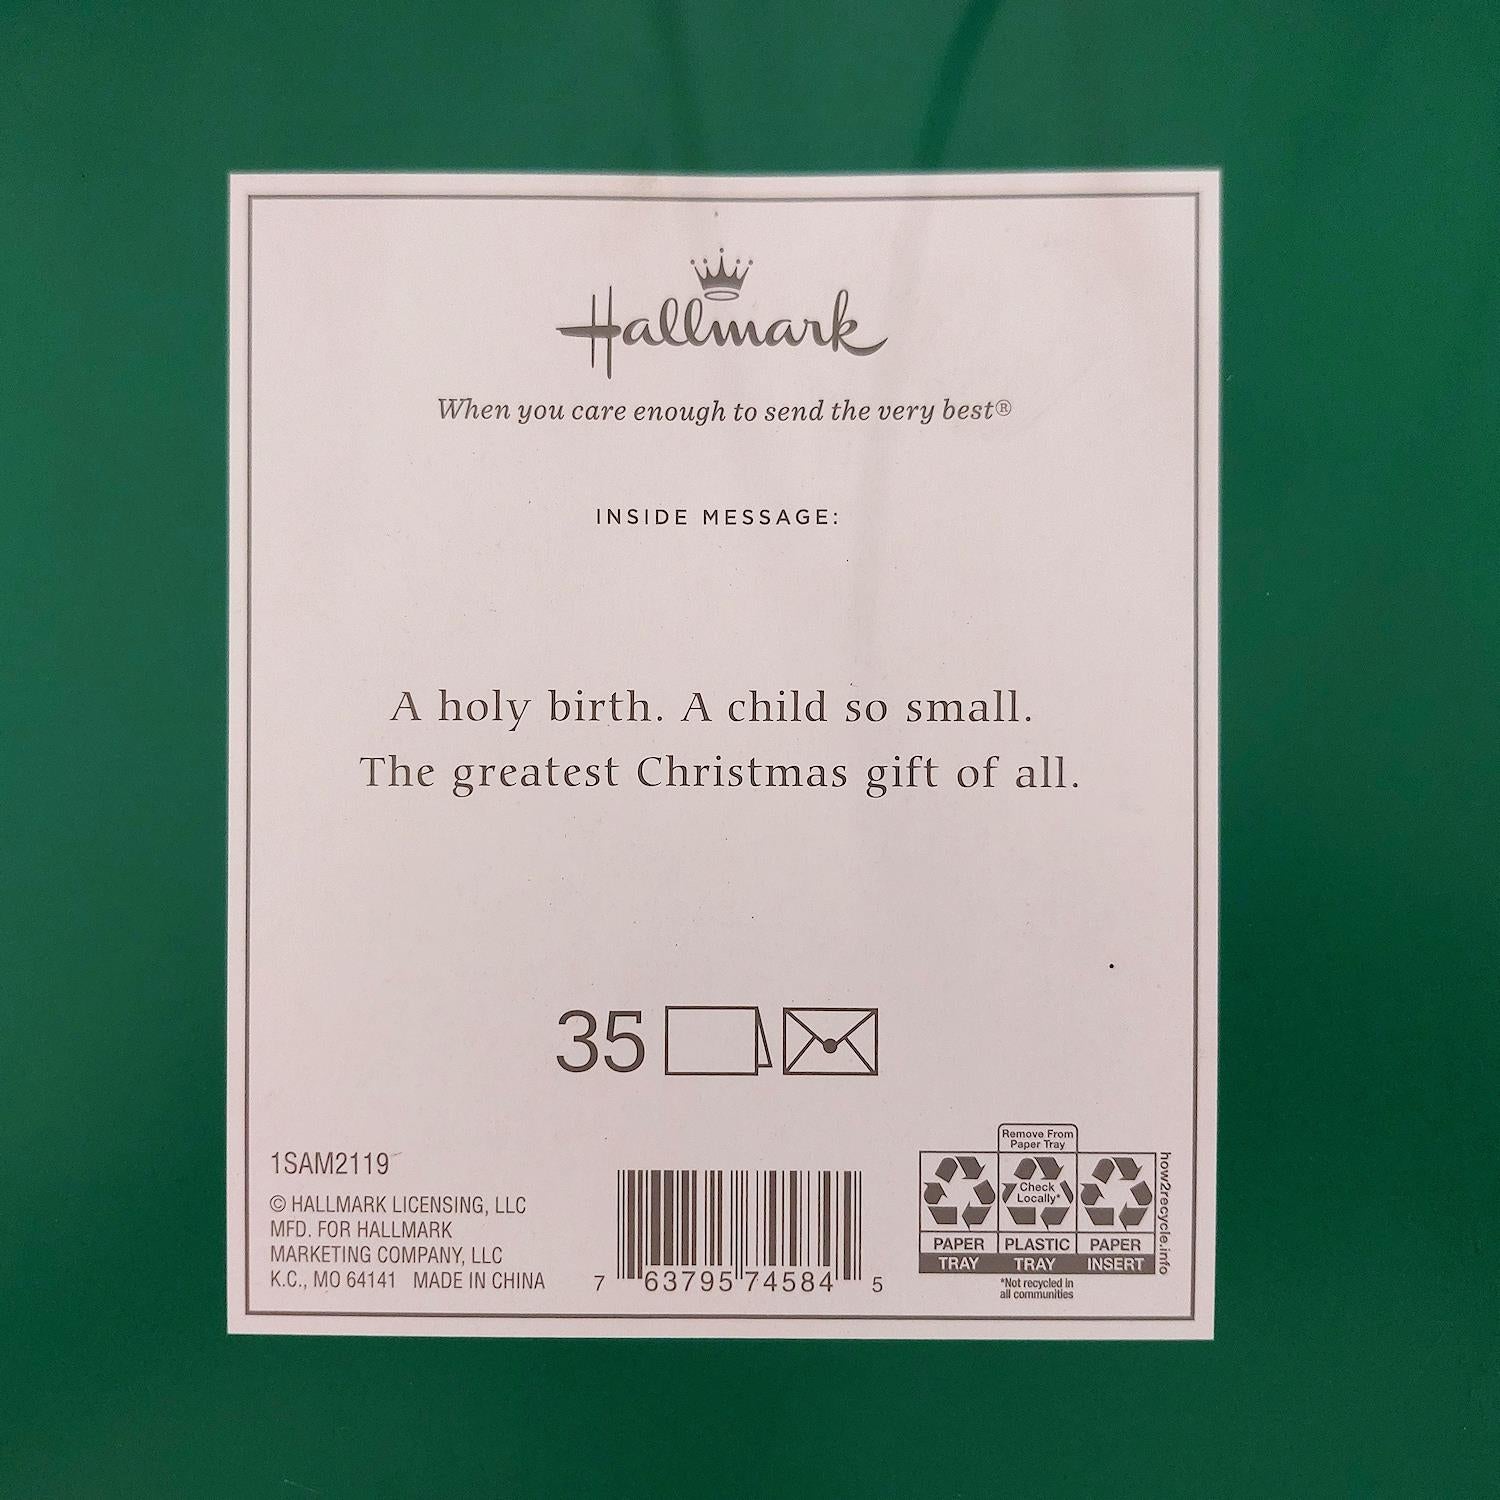 Hallmark
When you care enough to send the very best®
INSIDE MESSAGE:
A holy birth. A child so small.
The greatest Christmas gift of all.
35
1SAM2119
© HALLMARK LICENSING, LLC
MFD. FOR HALLMARK
MARKETING COMPANY, LLC
K.C., MO 64141 MADE IN CHINA
7 63795 74584 5
Remove From
Paper Tray
Check
Locally*
PAPER PLASTIC PAPER
TRAY TRAY INSERT
*Not recycled in
all communities
how2recycle.info